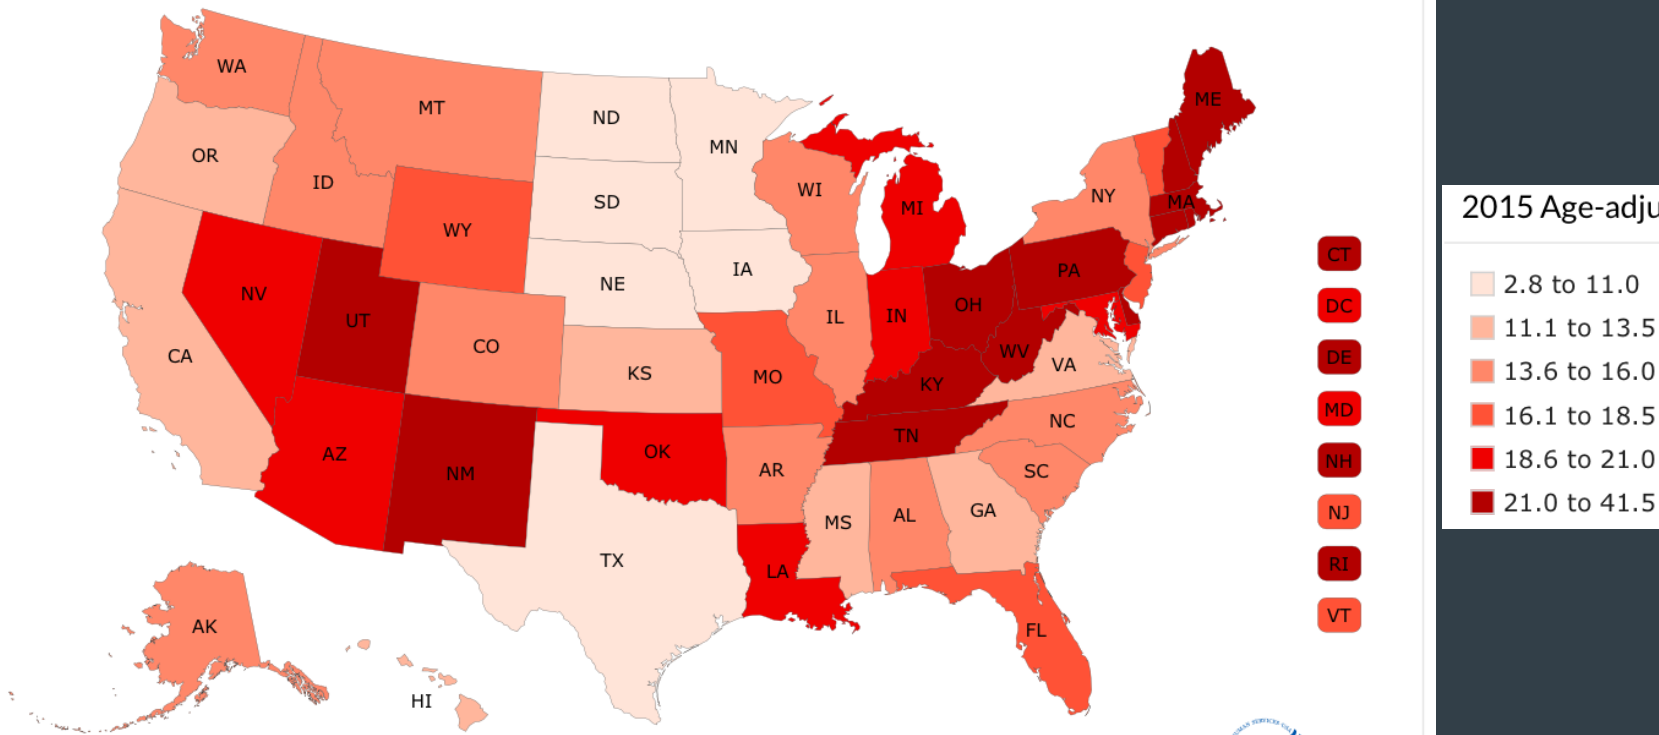 WA
MT
ND
MN
ME
OR
ID
SD
WI
MI
NY
MA
WY
NE
IA
PA
NV
UT
CO
KS
MO
IL
IN
OH
WV
VA
KY
CA
AZ
NM
OK
AR
TN
NC
SC
MS
AL
GA
TX
LA
FL
AK
HI
CT
DC
DE
MD
NH
NJ
RI
VT
2015 Age-adju
2.8 to 11.0
11.1 to 13.5
13.6 to 16.0
16.1 to 18.5
18.6 to 21.0
21.0 to 41.5